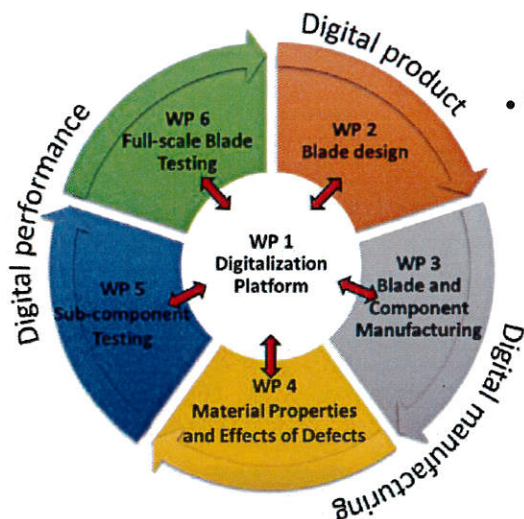 Digital product
WP 6
Full-scale Blade
Testing
WP 2
Blade design
Digital performance
WP 1
Digitalization
Platform
WP 5
Sub-component
Testing
WP 3
Blade and
Component
Manufacturing
WP 4
Material Properties
and Effects of Defects
Digital manufacturing